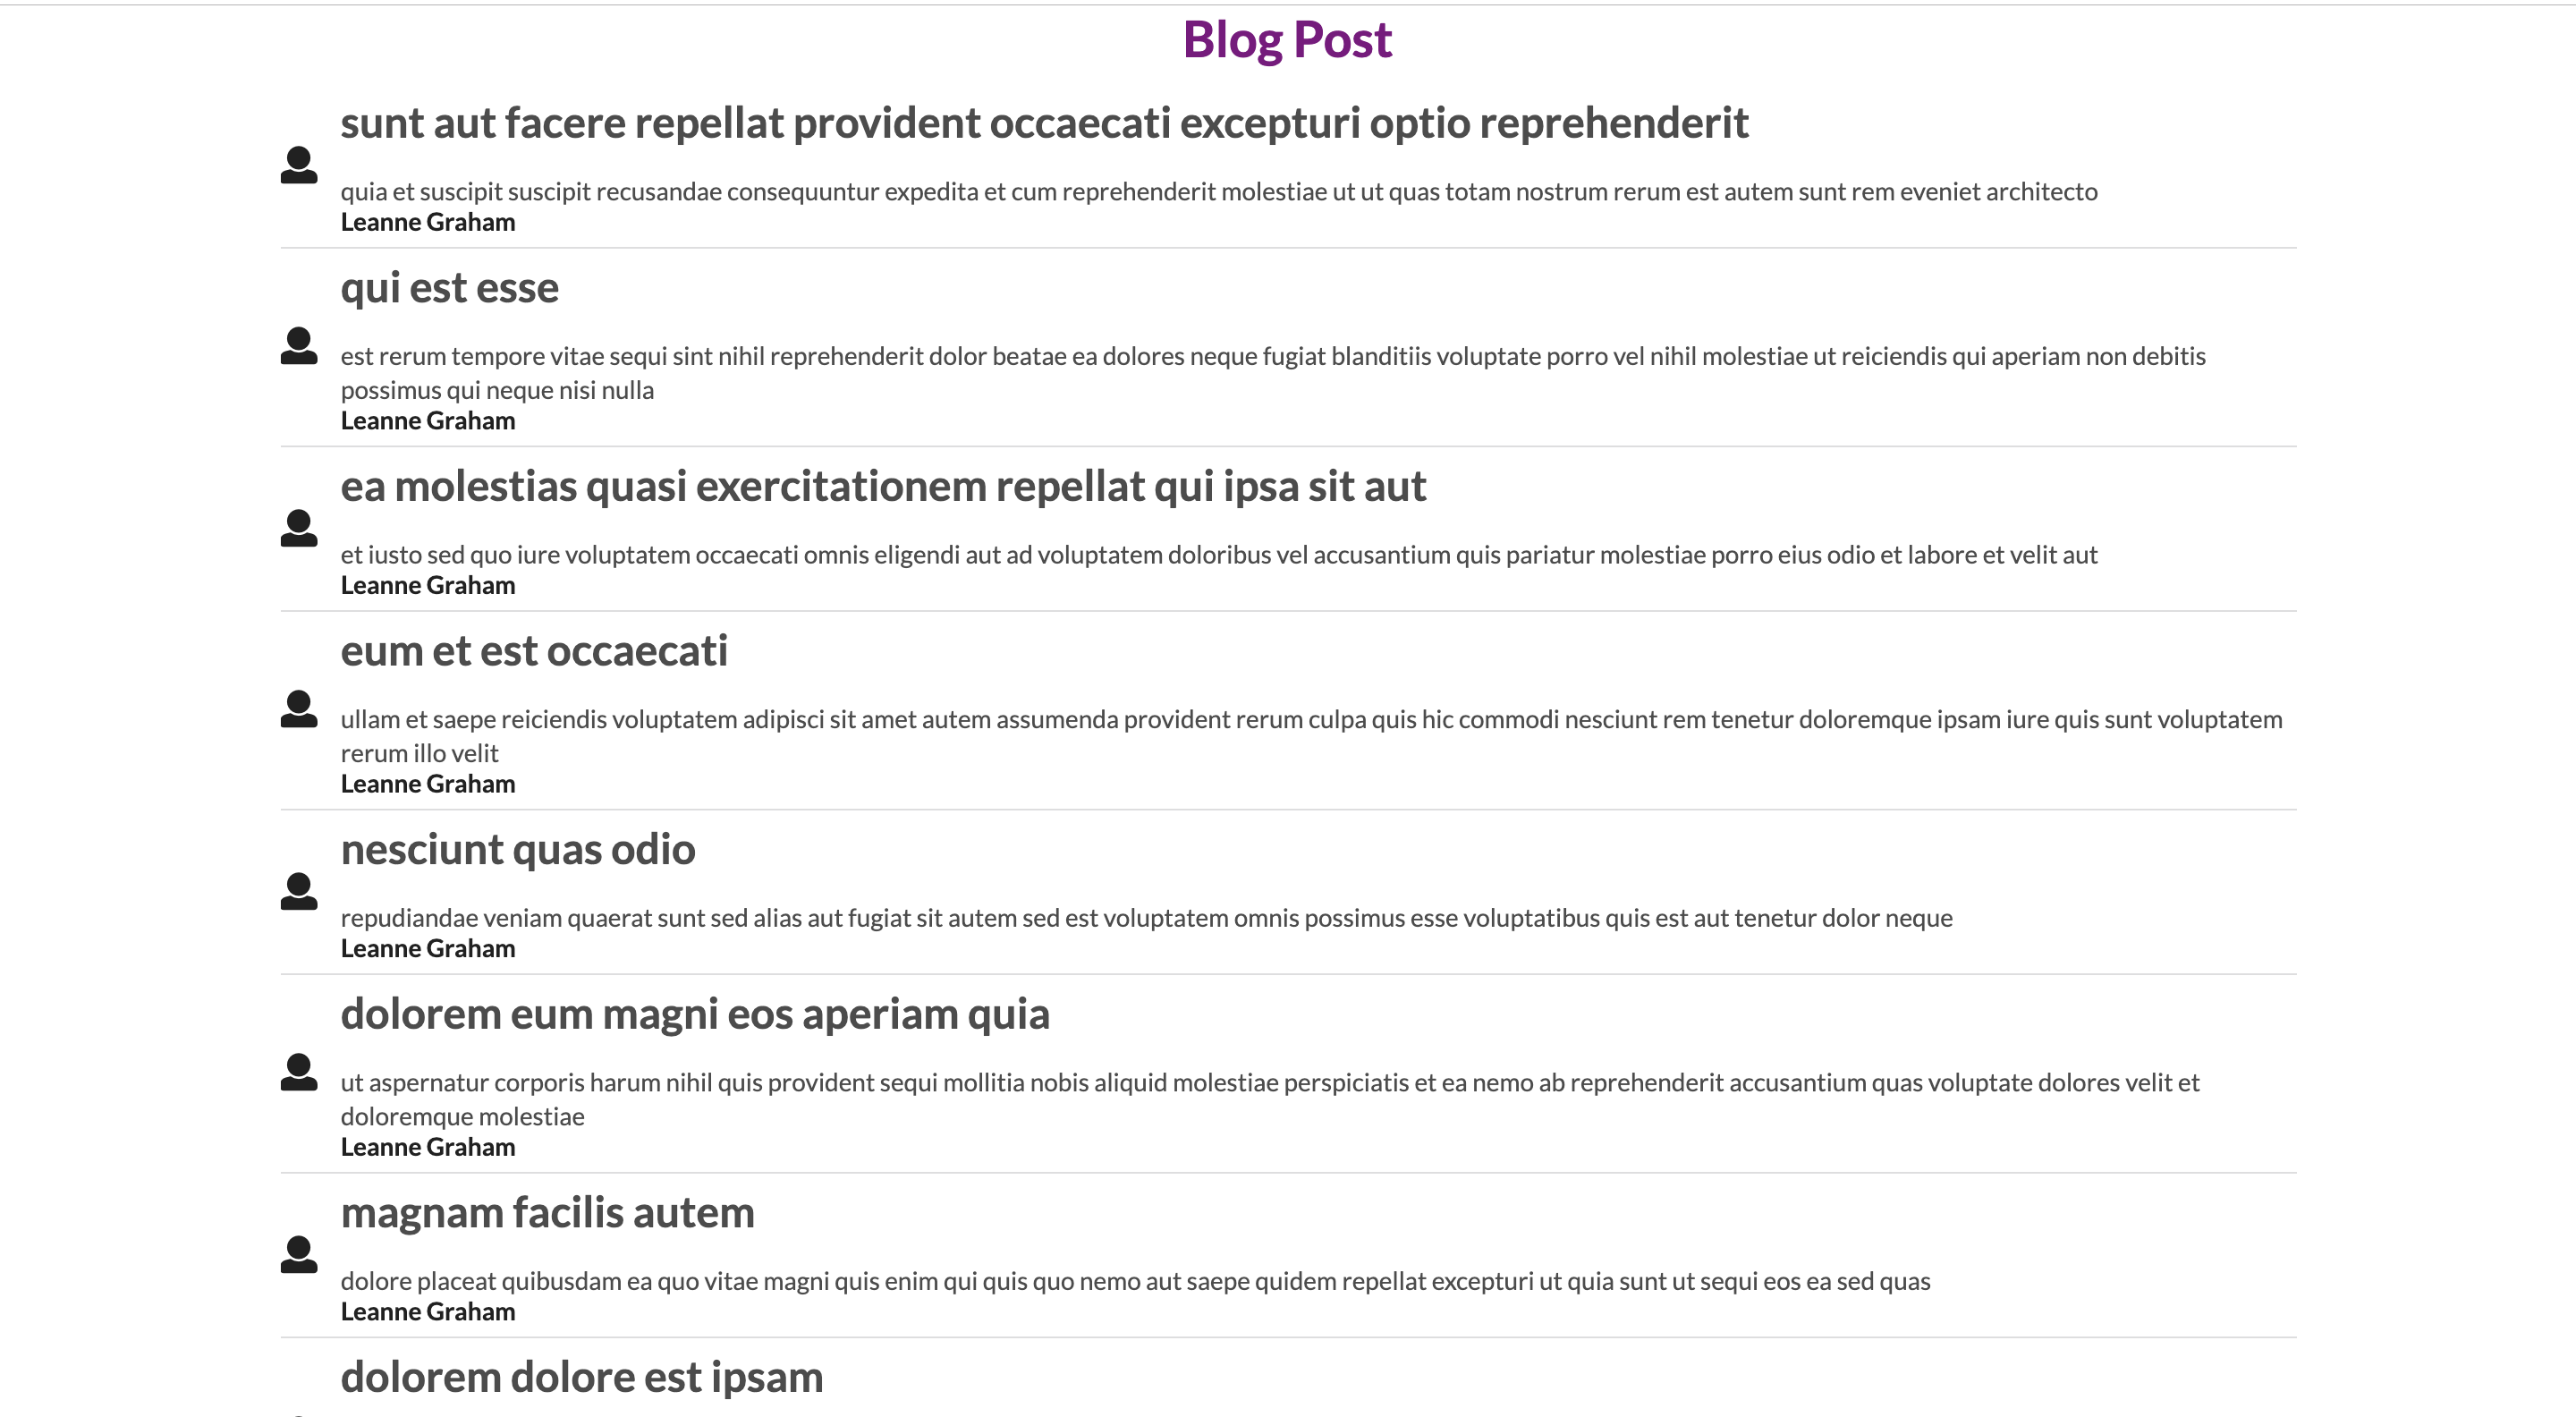 Blog Post
sunt aut facere repellat provident occaecati excepturi optio reprehenderit
quia et suscipit suscipit recusandae consequuntur expedita et cum reprehenderit molestiae ut ut quas totam nostrum rerum est autem sunt rem eveniet architecto
Leanne Graham
qui est esse
est rerum tempore vitae sequi sint nihil reprehenderit dolor beatae ea dolores neque fugiat blanditiis voluptate porro vel nihil molestiae ut reiciendis qui aperiam non debitis
possimus qui neque nisi nulla
Leanne Graham
ea molestias quasi exercitationem repellat qui ipsa sit aut
et iusto sed quo iure voluptatem occaecati omnis eligendi aut ad voluptatem doloribus vel accusantium quis pariatur molestiae porro eius odio et labore et velit aut
Leanne Graham
eum et est occaecati
ullam et saepe reiciendis voluptatem adipisci sit amet autem assumenda provident rerum culpa quis hic commodi nesciunt rem tenetur doloremque ipsam iure quis sunt voluptatem
rerum illo velit
Leanne Graham
nesciunt quas odio
repudiandae veniam quaerat sunt sed alias aut fugiat sit autem sed est voluptatem omnis possimus esse voluptatibus quis est aut tenetur dolor neque
Leanne Graham
dolorem eum magni eos aperiam quia
ut aspernatur corporis harum nihil quis provident sequi mollitia nobis aliquid molestiae perspiciatis et ea nemo ab reprehenderit accusantium quas voluptate dolores velit et
doloremque molestiae
Leanne Graham
magnam facilis autem
dolore placeat quibusdam ea quo vitae magni quis enim qui quis quo nemo aut saepe quidem repellat excepturi ut quia sunt ut sequi eos ea sed quas
Leanne Graham
dolorem dolore est ipsam